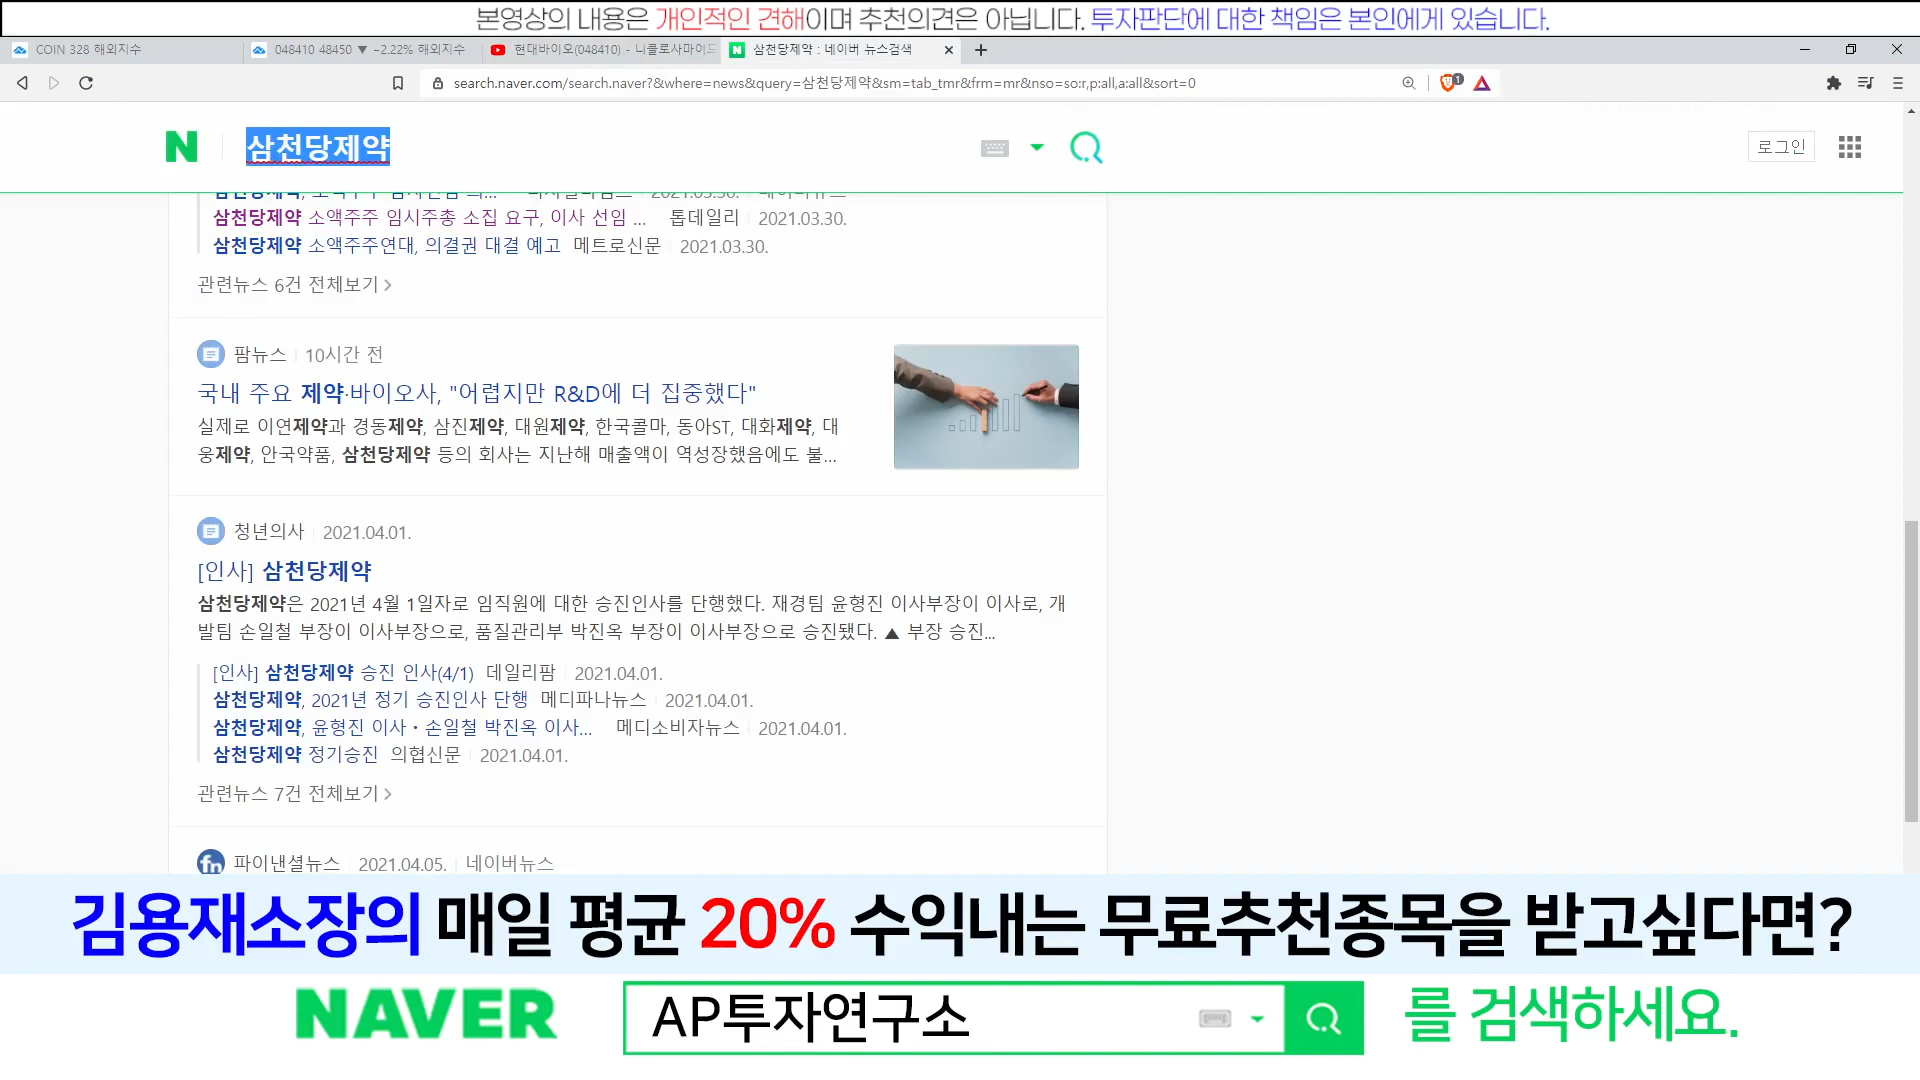 본영상의 내용은 개인적인 견해이며 추천의견은 아닙니다. 투자판단에 대한 책임은 본인에게 있습니다.
COIN 328 해외지수
048410 48450 ▼ −2.22% 해외지수
현대바이오(048410) - 니클로사마이드
삼천당제약 : 네이버 뉴스검색
search.naver.com/search.naver?&where=news&query=삼천당제약&sm=tab_tmr&frm=mr&nso=so:r,p:all,a:all&sort=0
N 삼천당제약
로그인
삼천당제약 소액주주 임시주총 소집 요구, 이사 선임 ... 톱데일리 2021.03.30.
삼천당제약 소액주주연대, 의결권 대결 예고 메트로신문 2021.03.30.
관련뉴스 6건 전체보기 >
팜뉴스 10시간 전
국내 주요 제약·바이오사, "어렵지만 R&D에 더 집중했다"
실제로 이연제약과 경동제약, 삼진제약, 대원제약, 한국콜마, 동아ST, 대화제약, 대
웅제약, 안국약품, 삼천당제약 등의 회사는 지난해 매출액이 역성장했음에도 불...
청년의사 2021.04.01.
[인사] 삼천당제약
삼천당제약은 2021년 4월 1일자로 임직원에 대한 승진인사를 단행했다. 재경팀 윤형진 이사부장이 이사로, 개
발팀 손일철 부장이 이사부장으로, 품질관리부 박진옥 부장이 이사부장으로 승진됐다. ▲ 부장 승진...
[인사] 삼천당제약 승진 인사(4/1) 데일리팜 2021.04.01.
삼천당제약, 2021년 정기 승진인사 단행 메디파나뉴스 2021.04.01.
삼천당제약, 윤형진 이사·손일철 박진옥 이사... 메디소비자뉴스 2021.04.01.
삼천당제약 정기승진 의협신문 2021.04.01.
관련뉴스 7건 전체보기 >
fn 파이낸셜뉴스 2021.04.05. 네이버뉴스
김용재소장의 매일 평균 20% 수익내는 무료추천종목을 받고싶다면?
NAVER AP투자연구소 를 검색하세요.